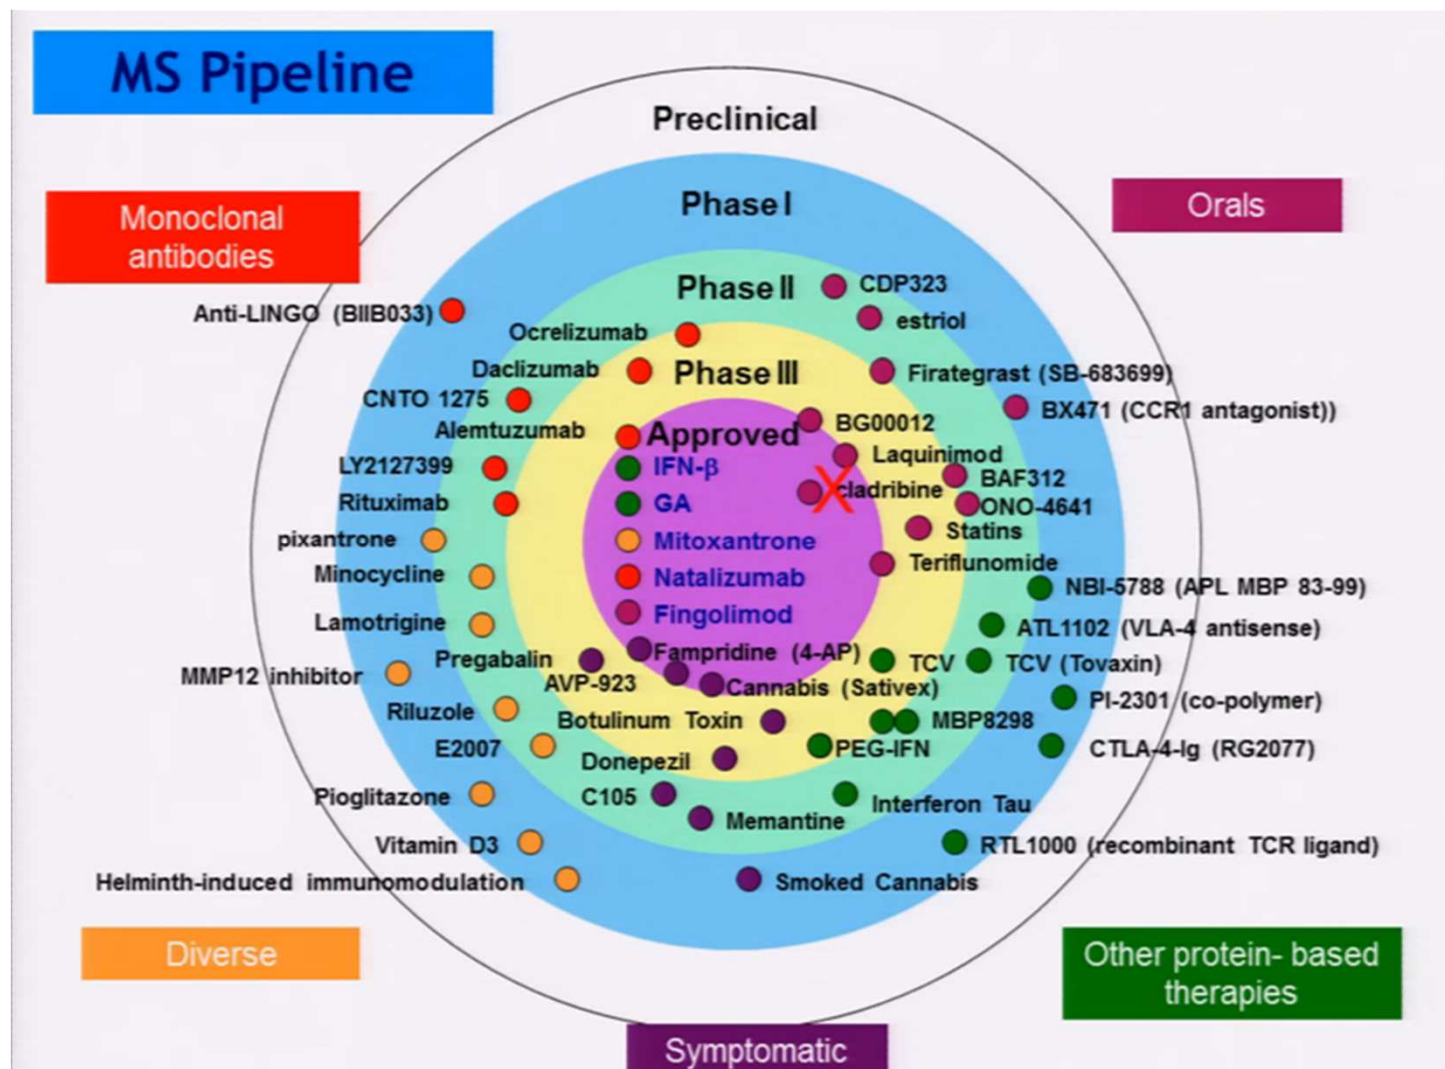 MS Pipeline
Preclinical
Phase I
Phase II
Phase III
Approved
Monoclonal
antibodies
Orals
Anti-LINGO (BIIB033)
Ocrelizumab
Daclizumab
CNTO 1275
Alemtuzumab
LY2127399
Rituximab
pixantrone
Minocycline
Lamotrigine
Pregabalin
MMP12 inhibitor
AVP-923
Riluzole
Botulinum Toxin
E2007
Donepezil
Pioglitazone
C105
Vitamin D3
Helminth-induced immunomodulation
IFN-β
GA
Mitoxantrone
Natalizumab
Fingolimod
Fampridine (4-AP)
Cannabis (Sativex)
CDP323
estriol
Firategrast (SB-683699)
BX471 (CCR1 antagonist))
BG00012
Laquinimod
BAF312
cladribine
X
ONO-4641
Statins
Teriflunomide
NBI-5788 (APL MBP 83-99)
ATL1102 (VLA-4 antisense)
TCV
TCV (Tovaxin)
PI-2301 (co-polymer)
MBP8298
PEG-IFN
CTLA-4-Ig (RG2077)
Interferon Tau
Memantine
RTL1000 (recombinant TCR ligand)
Smoked Cannabis
Diverse
Other protein- based
therapies
Symptomatic